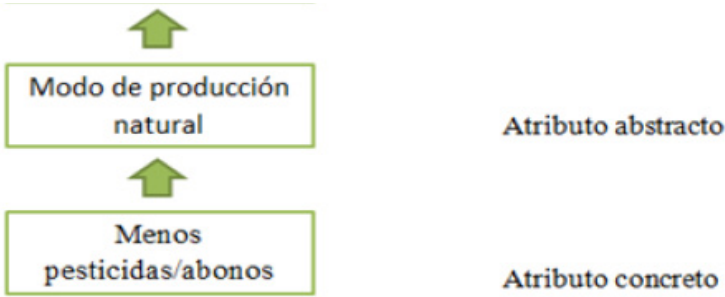 Modo de producción
natural
Atributo abstracto
Menos
pesticidas/abonos
Atributo concreto